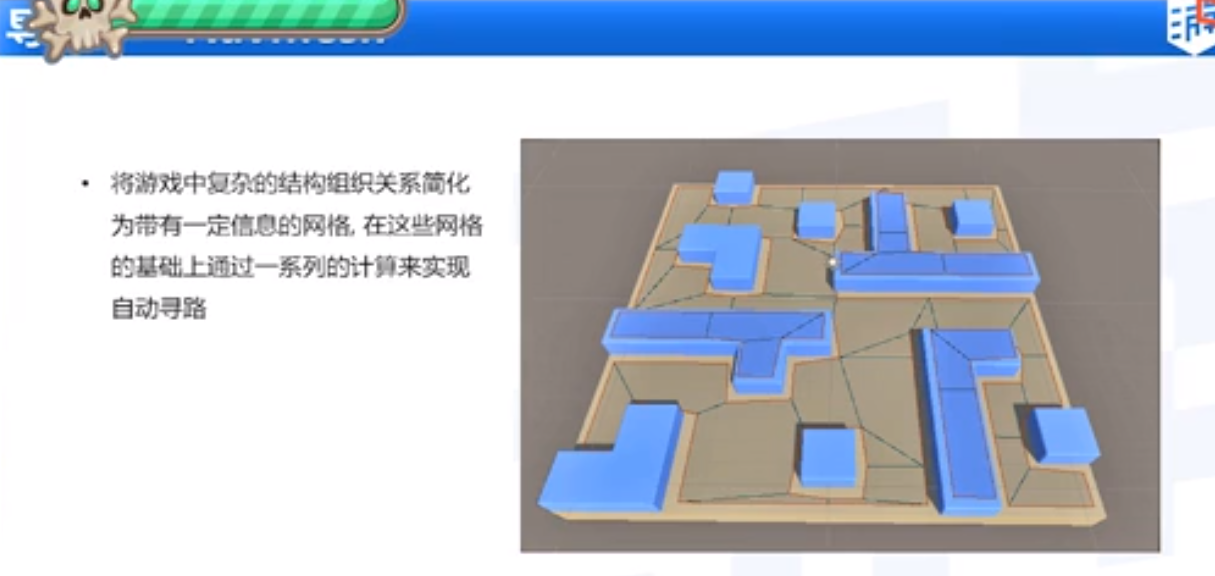 将游戏中复杂的结构组织关系简化
为带有一定信息的网格, 在这些网格
的基础上通过一系列的计算来实现
自动寻路